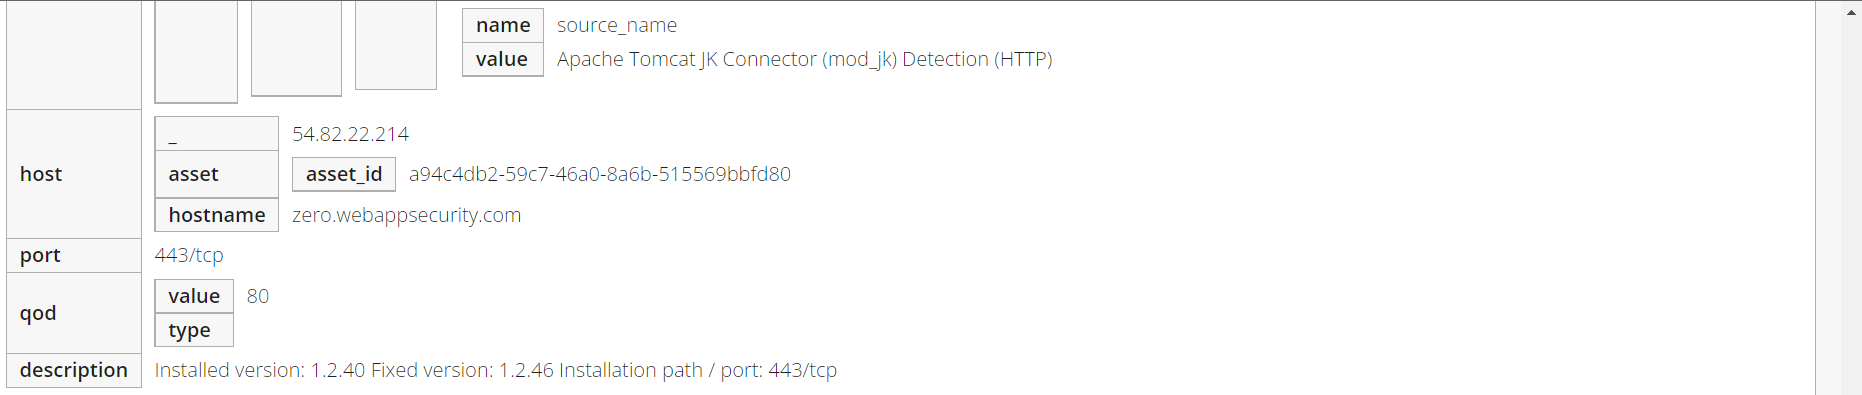 name source_name
value Apache Tomcat JK Connector (mod_jk) Detection (HTTP)
_ 54.82.22.214
host asset asset_id a94c4db2-59c7-46a0-8a6b-515569bbfd80
hostname zero.webappsecurity.com
port 443/tcp
value 80
qod
type
description Installed version: 1.2.40 Fixed version: 1.2.46 Installation path / port: 443/tcp